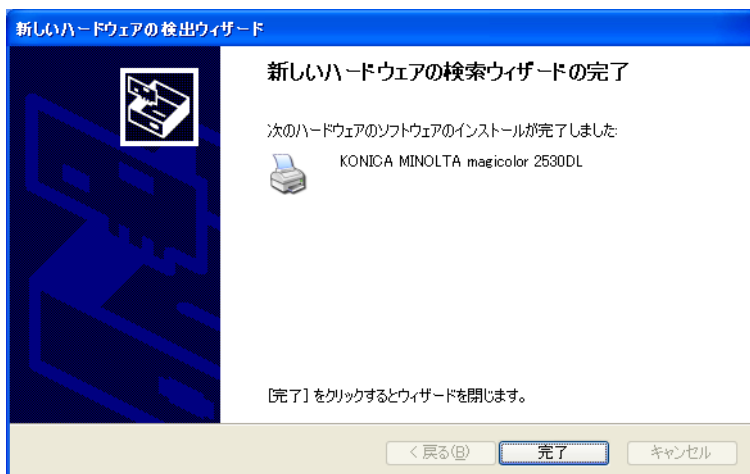 新しいハードウェアの検出ウィザード
新しいハードウェアの検索ウィザードの完了
次のハードウェアのソフトウェアのインストールが完了しました:
KONICA MINOLTA magicolor 2530DL
[完了] をクリックするとウィザードを閉じます。
< 戻る(B)
完了
キャンセル